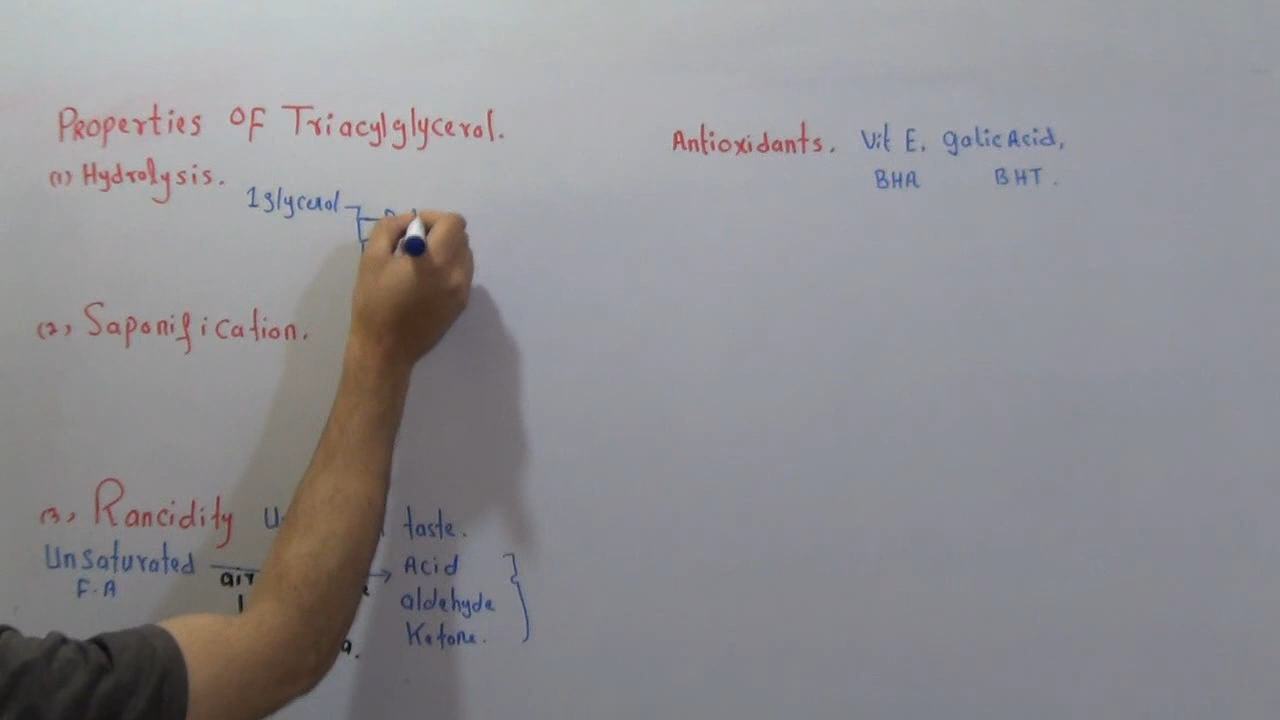 Properties OF Triacylglycerol.
(1) Hydrolysis.
1 glycerol
(2), Saponification.
(3), Rancidity taste.
Unsaturated Acid
F.A air
aldehyde
Ketone.
Antioxidants. Vit E. galic Acid,
BHA BHT.